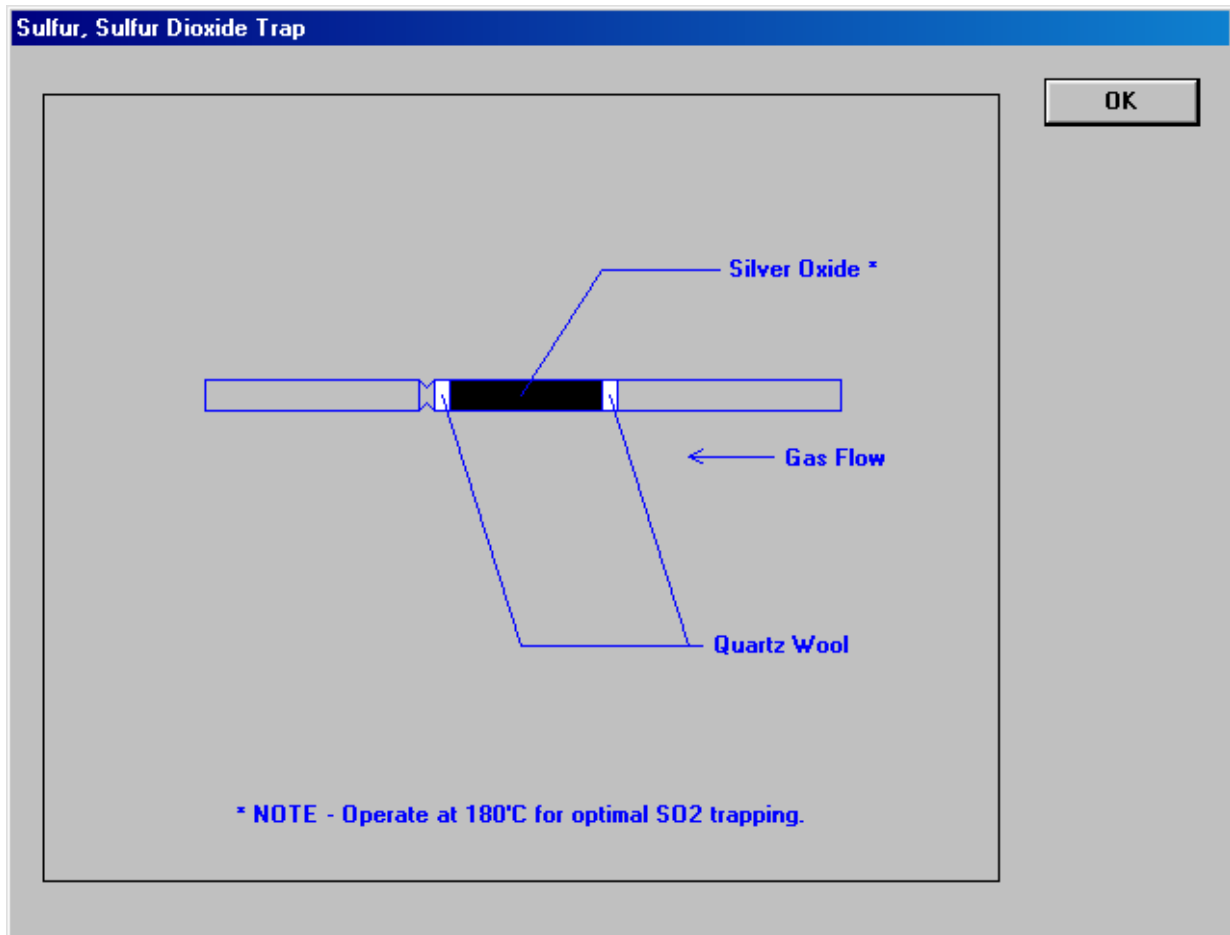 Sulfur, Sulfur Dioxide Trap
OK
Silver Oxide *
Gas Flow
Quartz Wool
* NOTE - Operate at 180'C for optimal SO2 trapping.